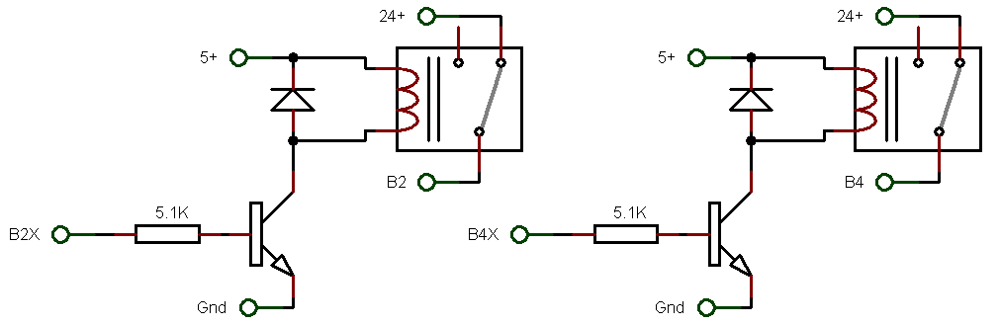 24+ 24+
5+ 5+
B2 B4
5.1K 5.1K
B2X B4X
Gnd Gnd